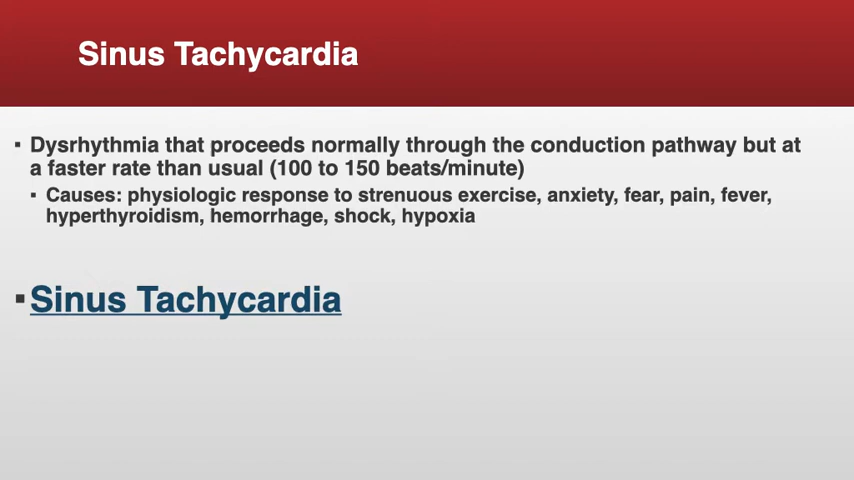 Sinus Tachycardia
▪ Dysrhythmia that proceeds normally through the conduction pathway but at
a faster rate than usual (100 to 150 beats/minute)
▪ Causes: physiologic response to strenuous exercise, anxiety, fear, pain, fever,
hyperthyroidism, hemorrhage, shock, hypoxia
▪ Sinus Tachycardia